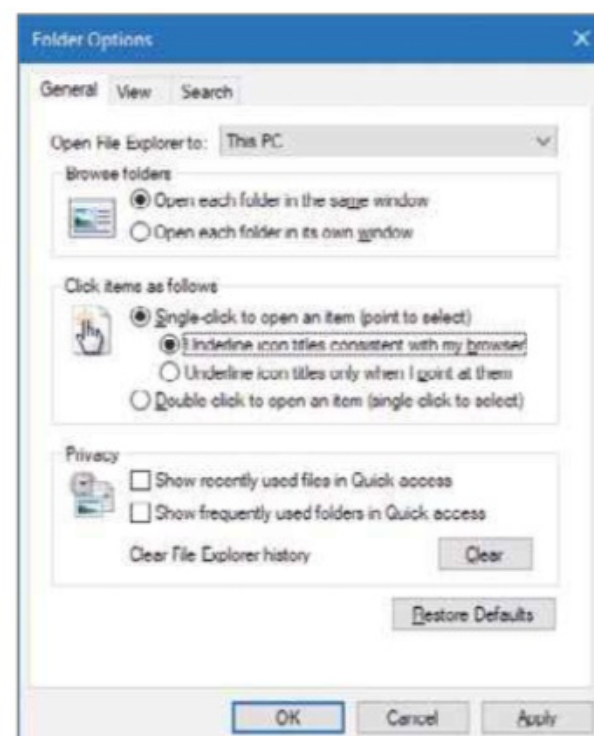 Folder Options
General View Search
Open File Explorer to: This PC
Browse folders
Open each folder in the same window
Open each folder in its own window
Click items as follows
Single-click to open an item (point to select)
Underline icon titles consistent with my browser
Underline icon titles only when I point at them
Double-click to open an item (single-click to select)
Privacy
Show recently used files in Quick access
Show frequently used folders in Quick access
Clear File Explorer history Clear
Restore Defaults
OK Cancel Apply